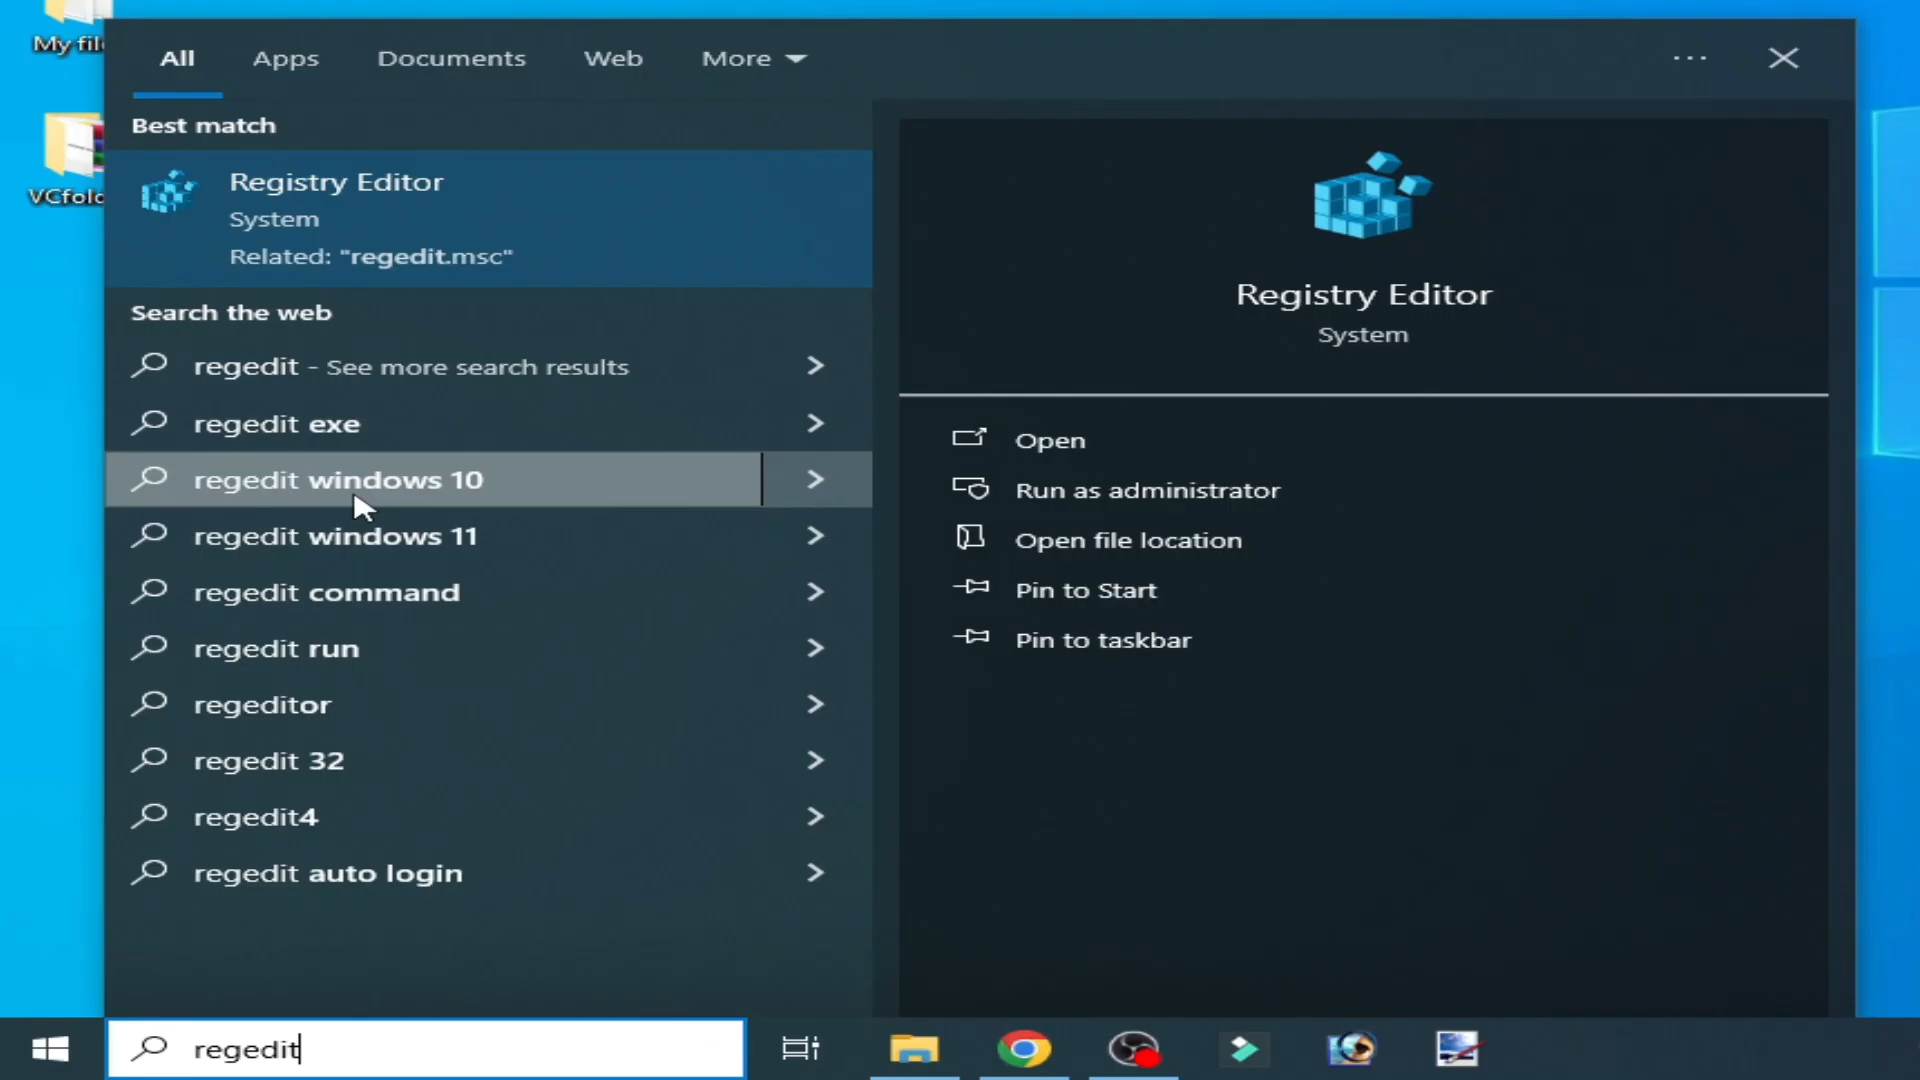 My
All
Apps
Documents
Web
More
Best match
Registry Editor
System
Related: "regedit.msc"
Search the web
regedit - See more search results
regedit exe
regedit windows 10
regedit windows 11
regedit command
regedit run
regeditor
regedit 32
regedit4
regedit auto login
Registry Editor
System
Open
Run as administrator
Open file location
Pin to Start
Pin to taskbar
regedit